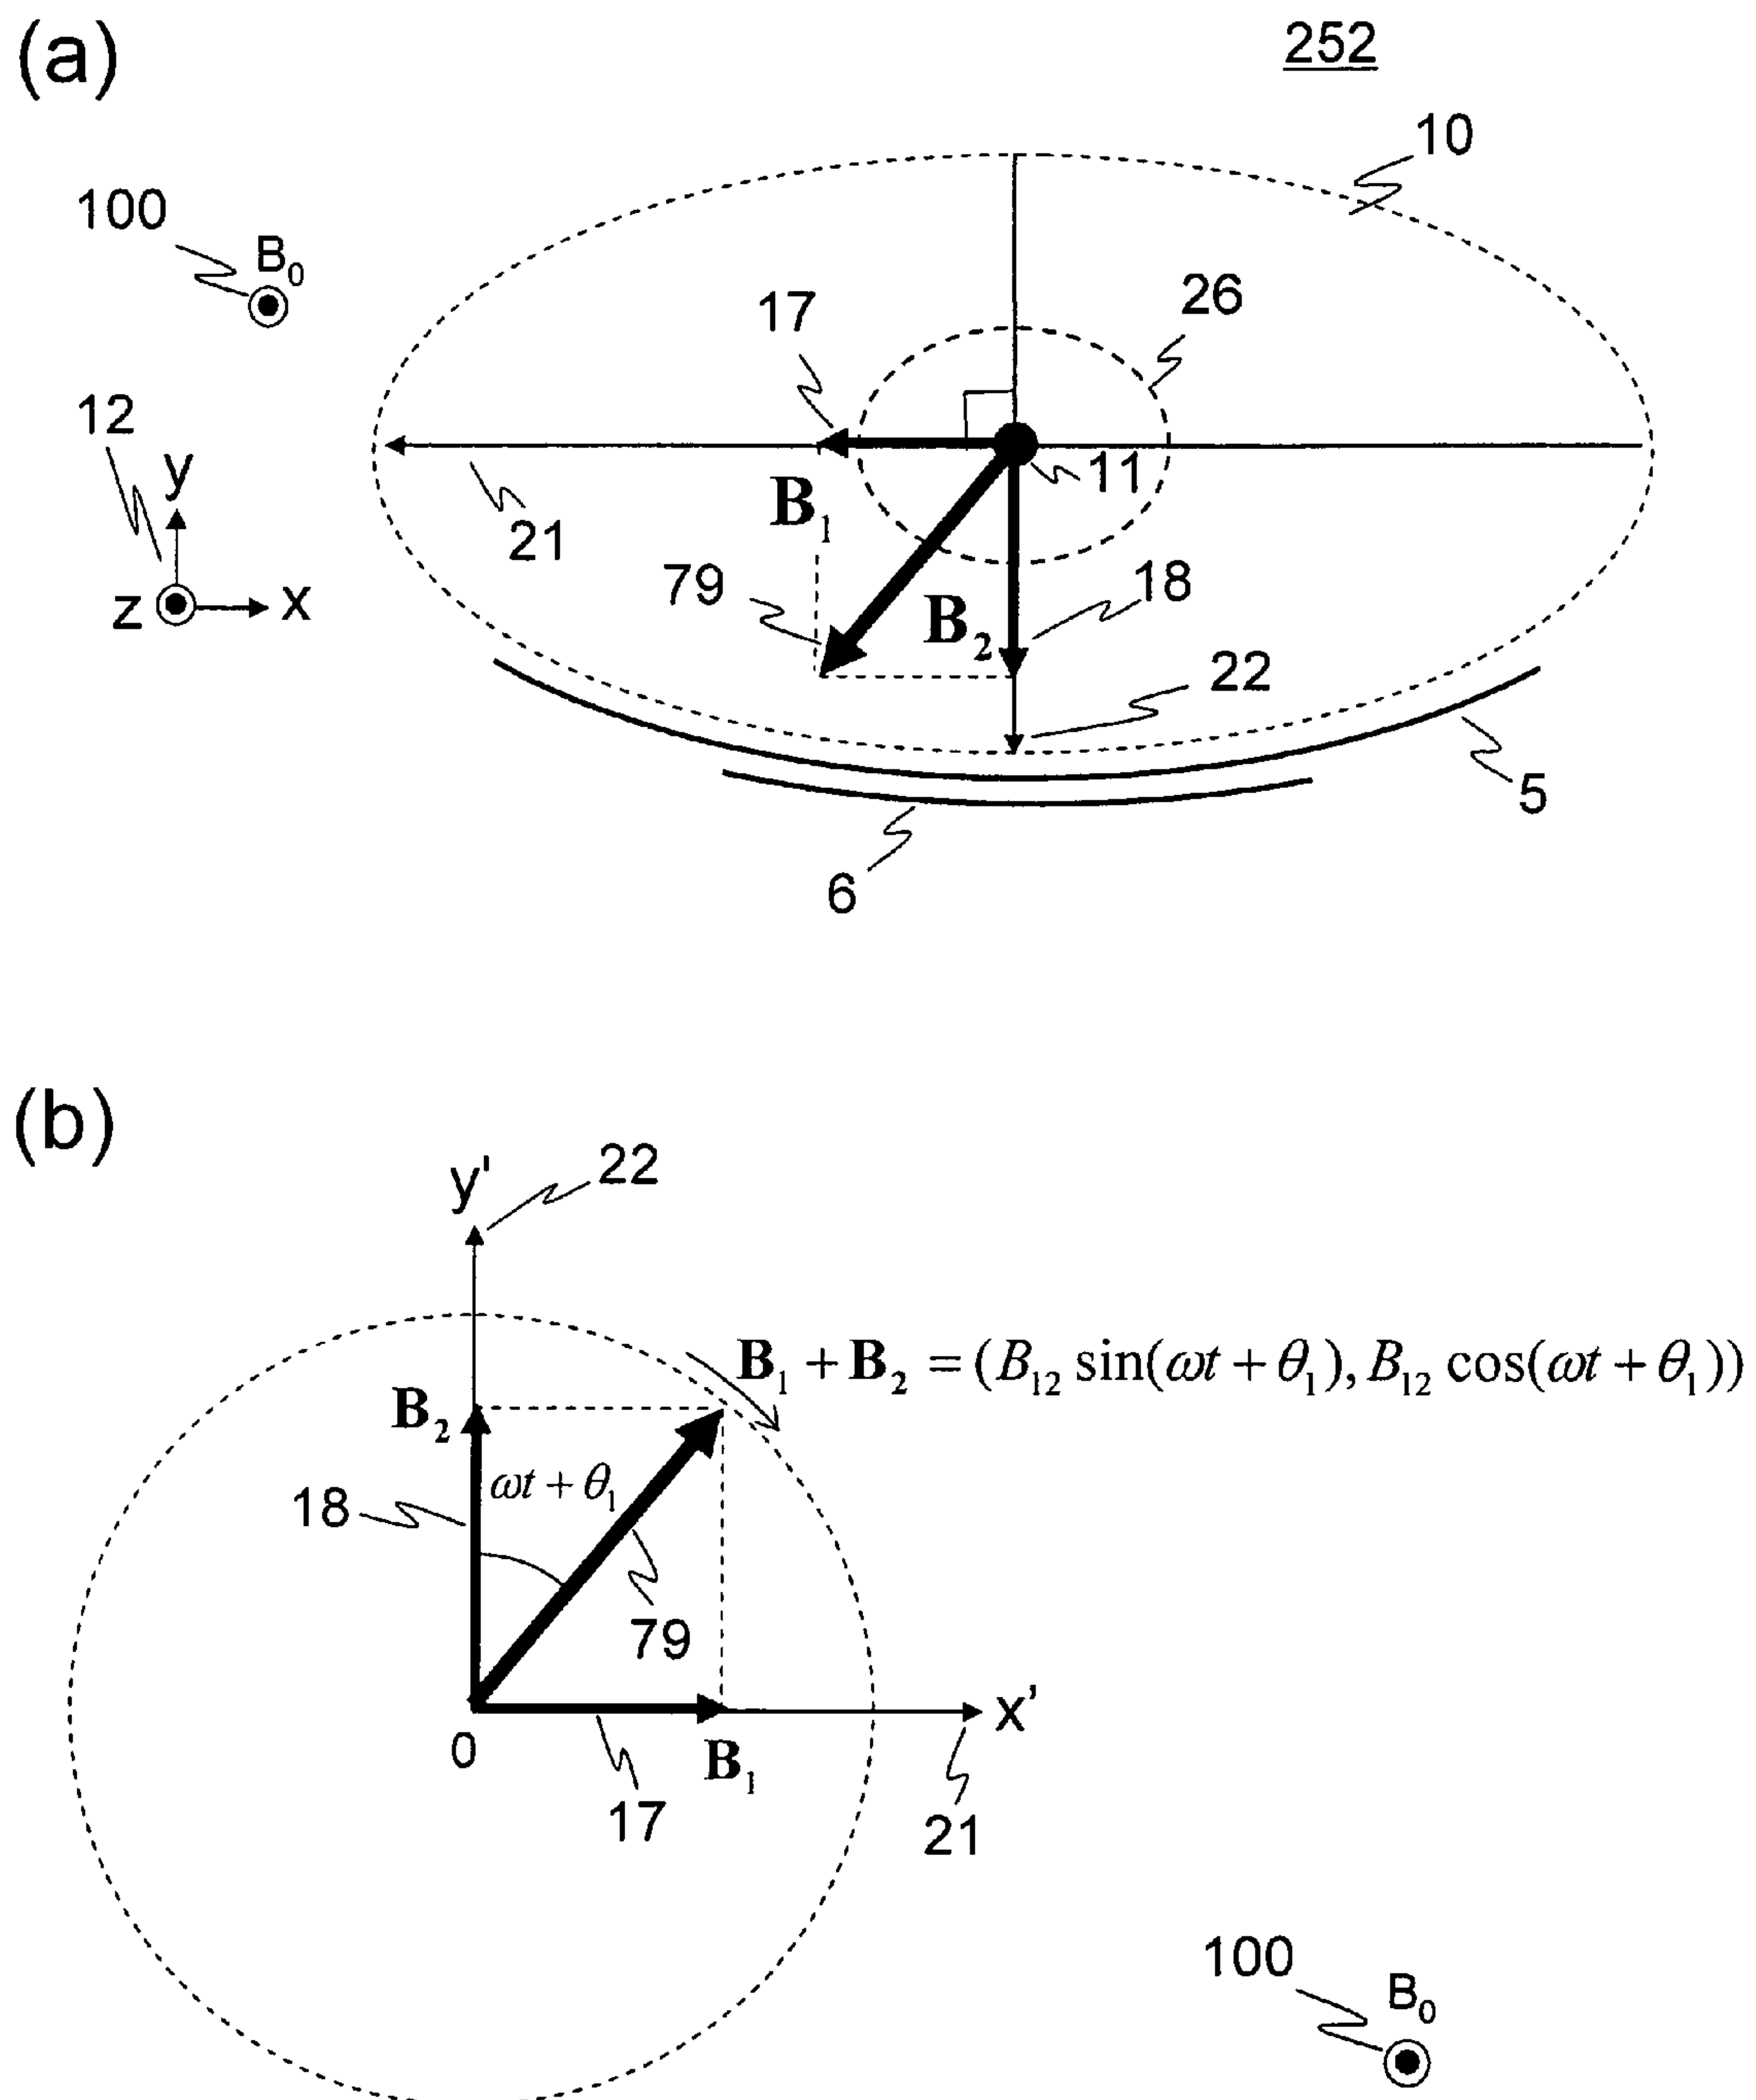 (a)
252
10
100
B₀
26
17
12
y
11
B₁
21
79
18
z
x
B₂
22
5
6
(b)
22
y'
B₁ + B₂ = (B₁₂ sin(ωt + θ₁), B₁₂ cos(ωt + θ₁))
B₂
ωt + θ₁
18
79
x'
0
B₁
17
21
100
B₀